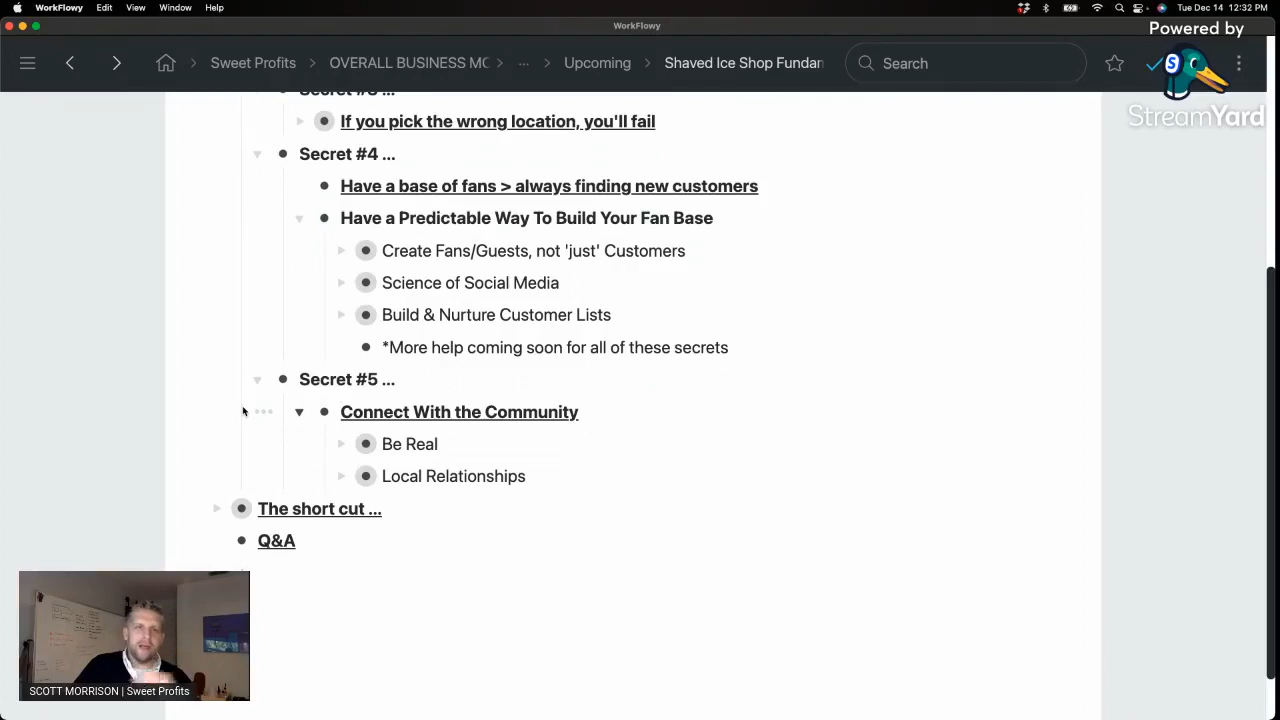 WorkFlowy File Edit View Window Help Tue Dec 14 12:32 PM
WorkFlowy
Powered by
Sweet Profits OVERALL BUSINESS MC ... Upcoming Shaved Ice Shop Fundan Search
StreamYard
Secret #3 ...
If you pick the wrong location, you'll fail
Secret #4 ...
Have a base of fans > always finding new customers
Have a Predictable Way To Build Your Fan Base
Create Fans/Guests, not 'just' Customers
Science of Social Media
Build & Nurture Customer Lists
*More help coming soon for all of these secrets
Secret #5 ...
Connect With the Community
Be Real
Local Relationships
The short cut ...
Q&A
SCOTT MORRISON | Sweet Profits